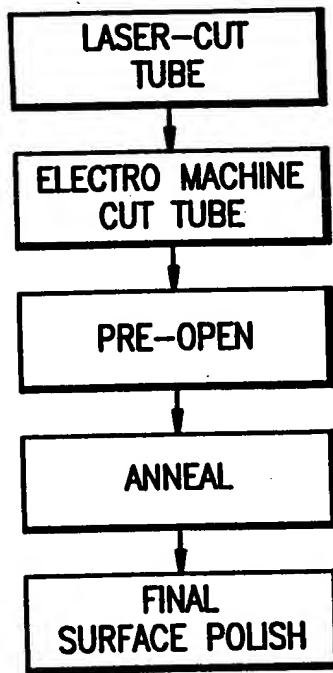 LASER-CUT
TUBE
ELECTRO MACHINE
CUT TUBE
PRE-OPEN
ANNEAL
FINAL
SURFACE POLISH